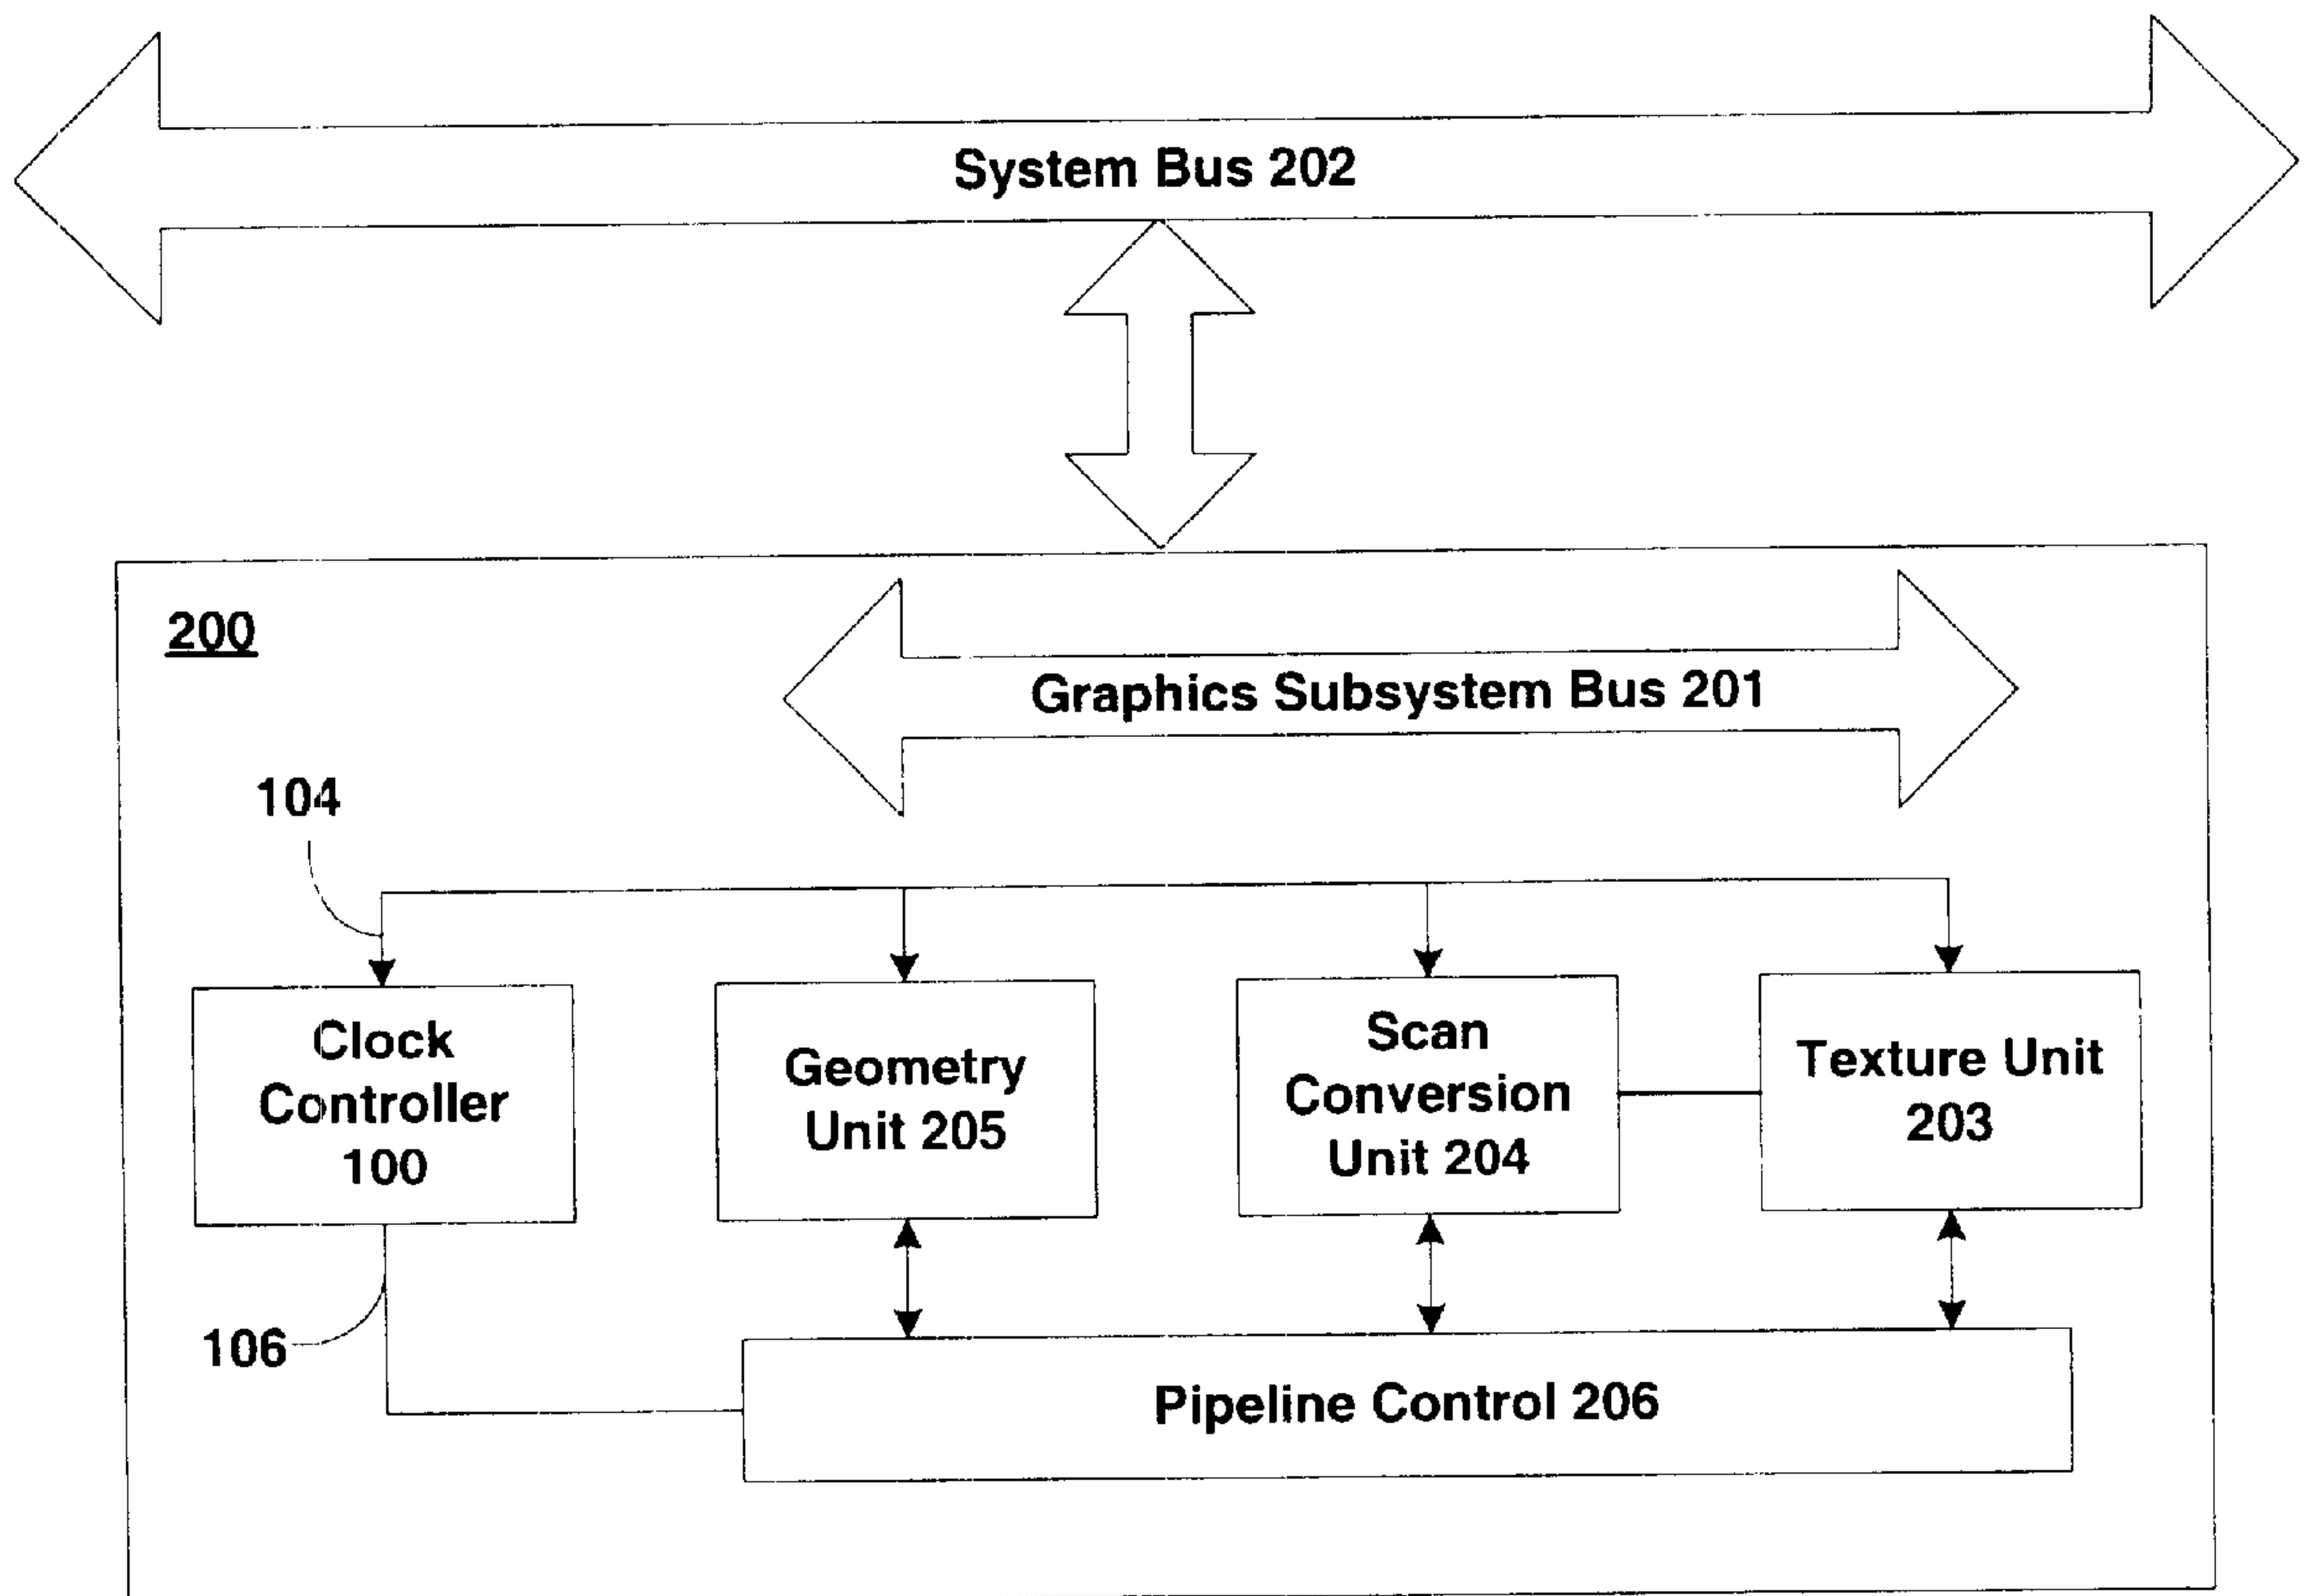 System Bus 202
200
Graphics Subsystem Bus 201
104
Clock
Controller
100
Geometry
Unit 205
Scan
Conversion
Unit 204
Texture Unit
203
106
Pipeline Control 206